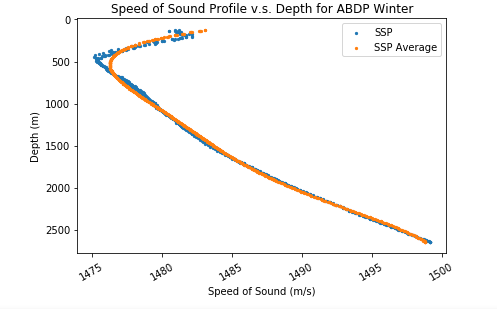 Speed of Sound Profile v.s. Depth for ABDP Winter
SSP
SSP Average
0
500
1000
1500
2000
2500
Depth (m)
1475
1480
1485
1490
1495
1500
Speed of Sound (m/s)